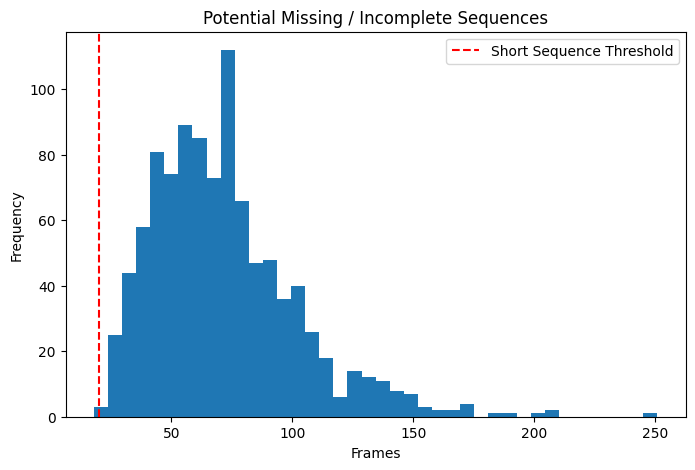 Potential Missing / Incomplete Sequences
Short Sequence Threshold
Frequency
100
80
60
40
20
0
50
100
150
200
250
Frames